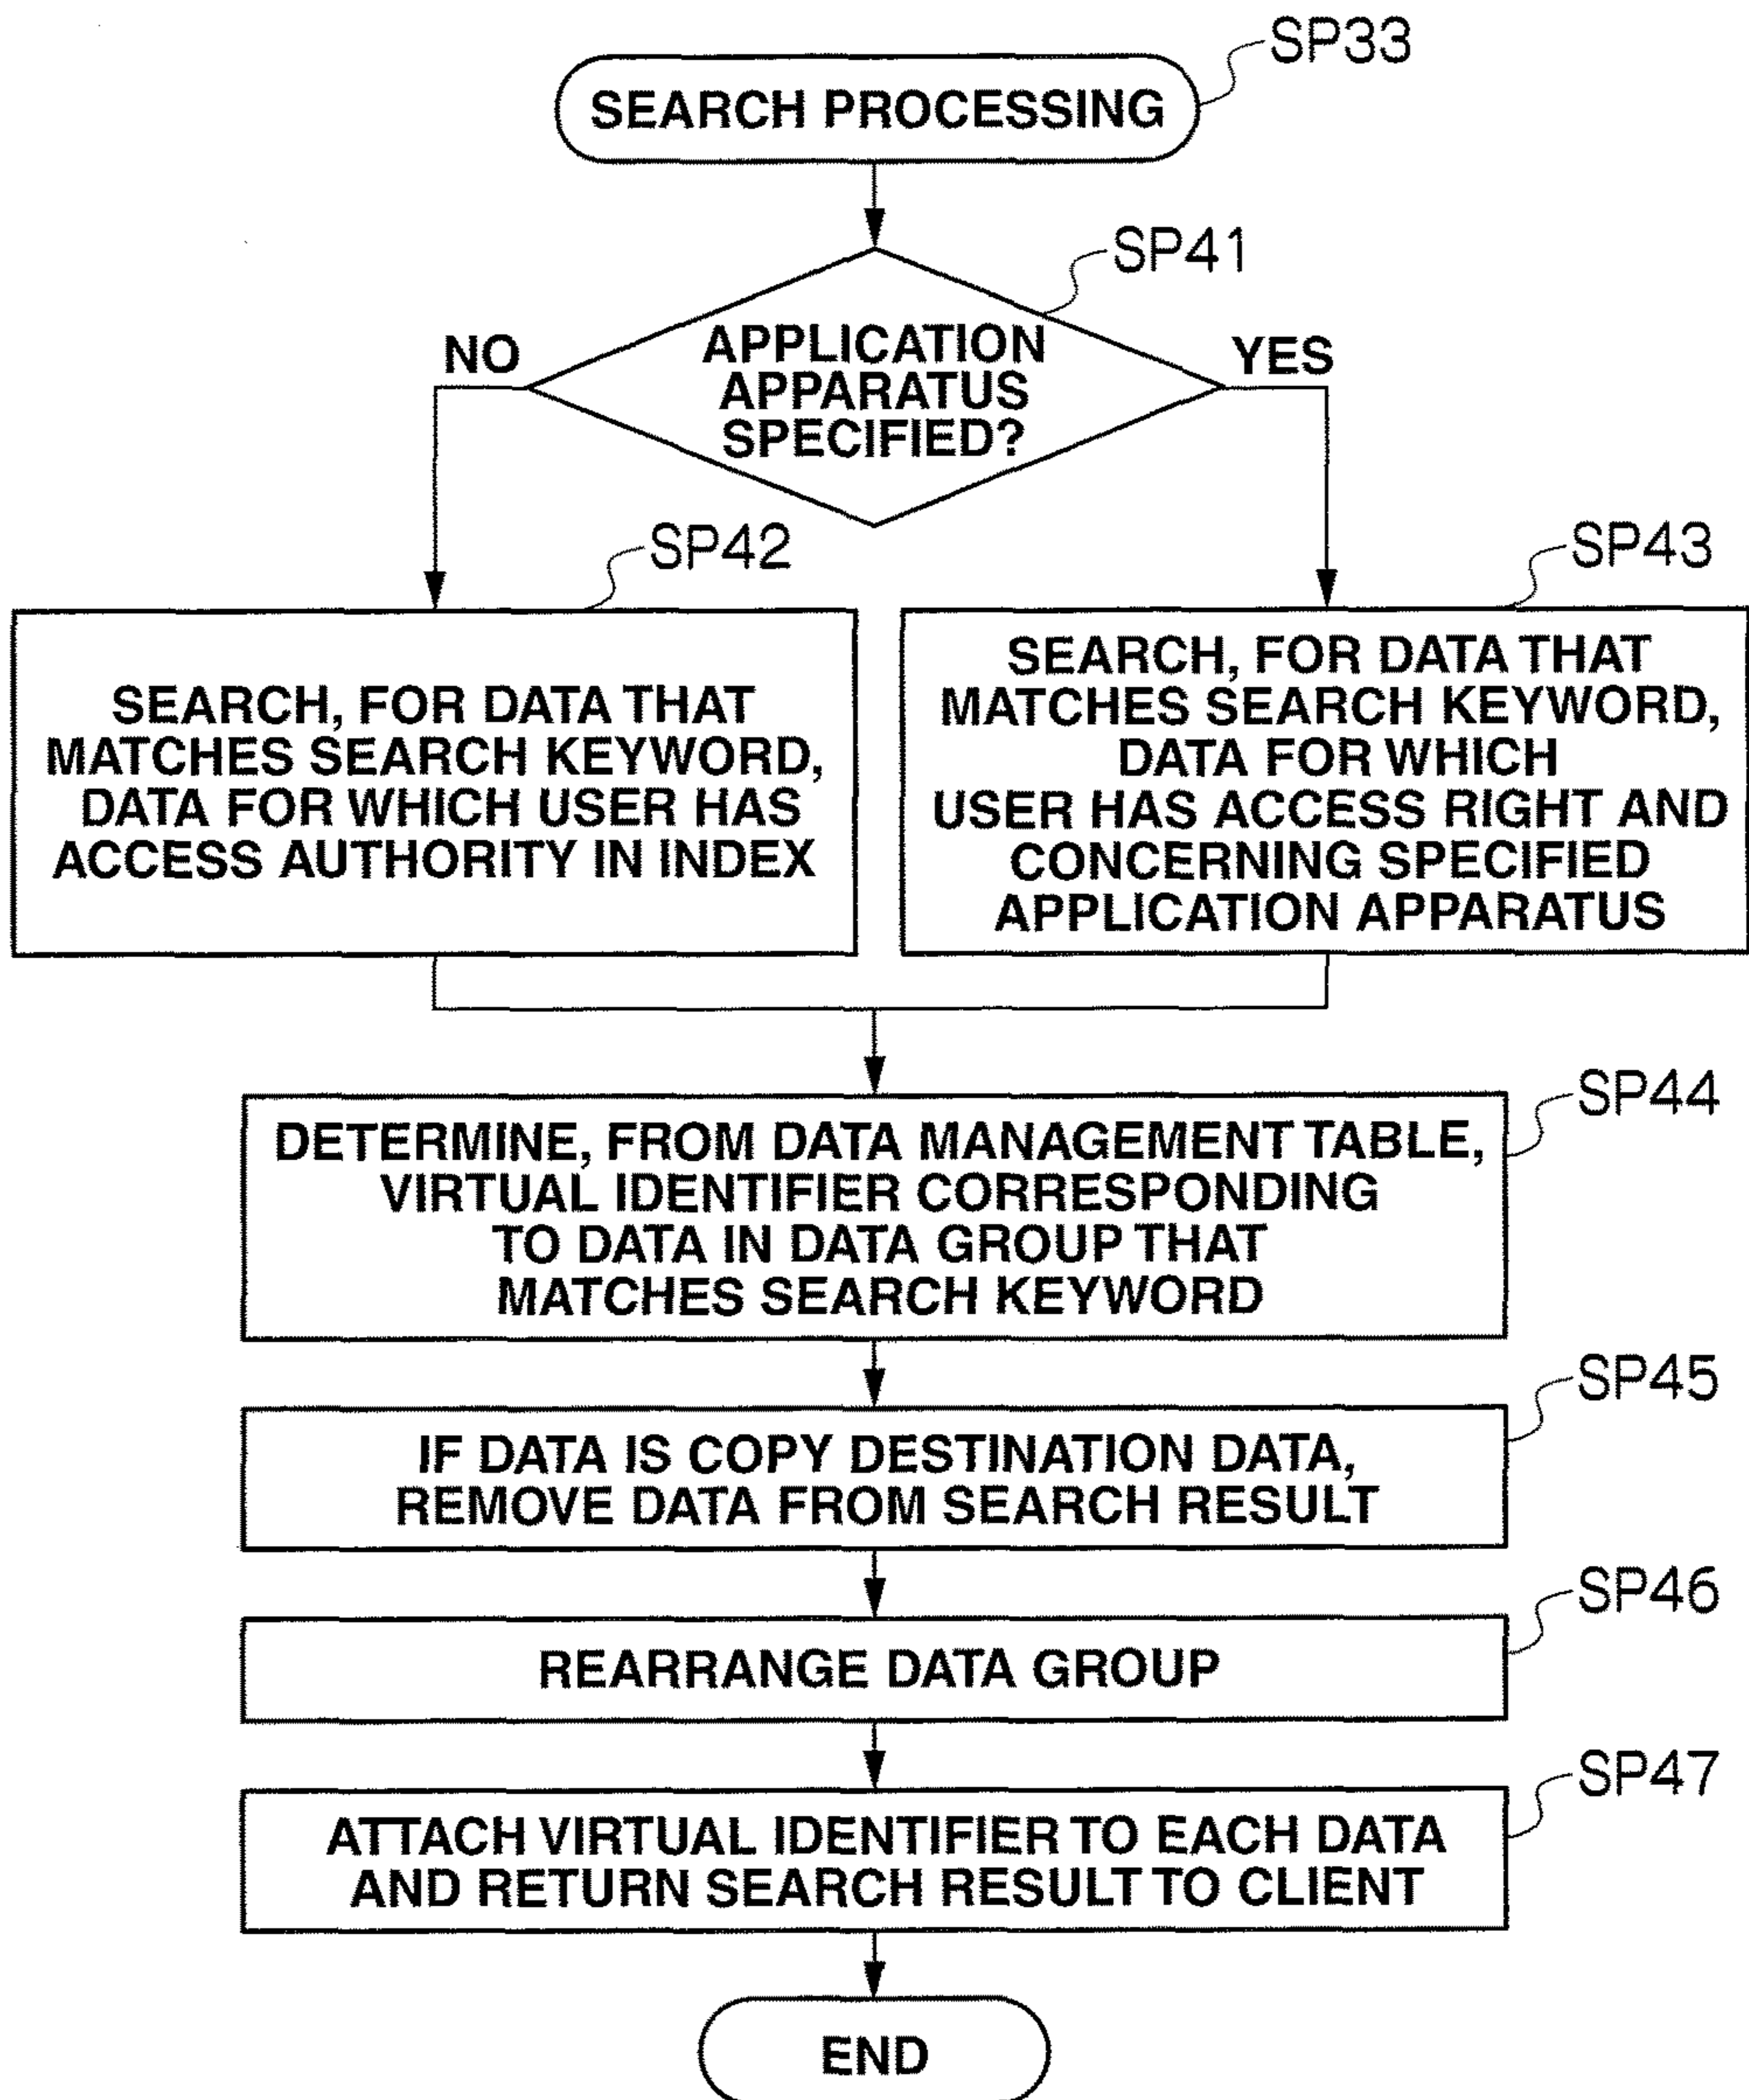 SP33
SEARCH PROCESSING
SP41
NO
APPLICATION
APPARATUS
SPECIFIED?
YES
SP42
SEARCH, FOR DATA THAT
MATCHES SEARCH KEYWORD,
DATA FOR WHICH USER HAS
ACCESS AUTHORITY IN INDEX
SP43
SEARCH, FOR DATA THAT
MATCHES SEARCH KEYWORD,
DATA FOR WHICH
USER HAS ACCESS RIGHT AND
CONCERNING SPECIFIED
APPLICATION APPARATUS
SP44
DETERMINE, FROM DATA MANAGEMENT TABLE,
VIRTUAL IDENTIFIER CORRESPONDING
TO DATA IN DATA GROUP THAT
MATCHES SEARCH KEYWORD
SP45
IF DATA IS COPY DESTINATION DATA,
REMOVE DATA FROM SEARCH RESULT
SP46
REARRANGE DATA GROUP
SP47
ATTACH VIRTUAL IDENTIFIER TO EACH DATA
AND RETURN SEARCH RESULT TO CLIENT
END